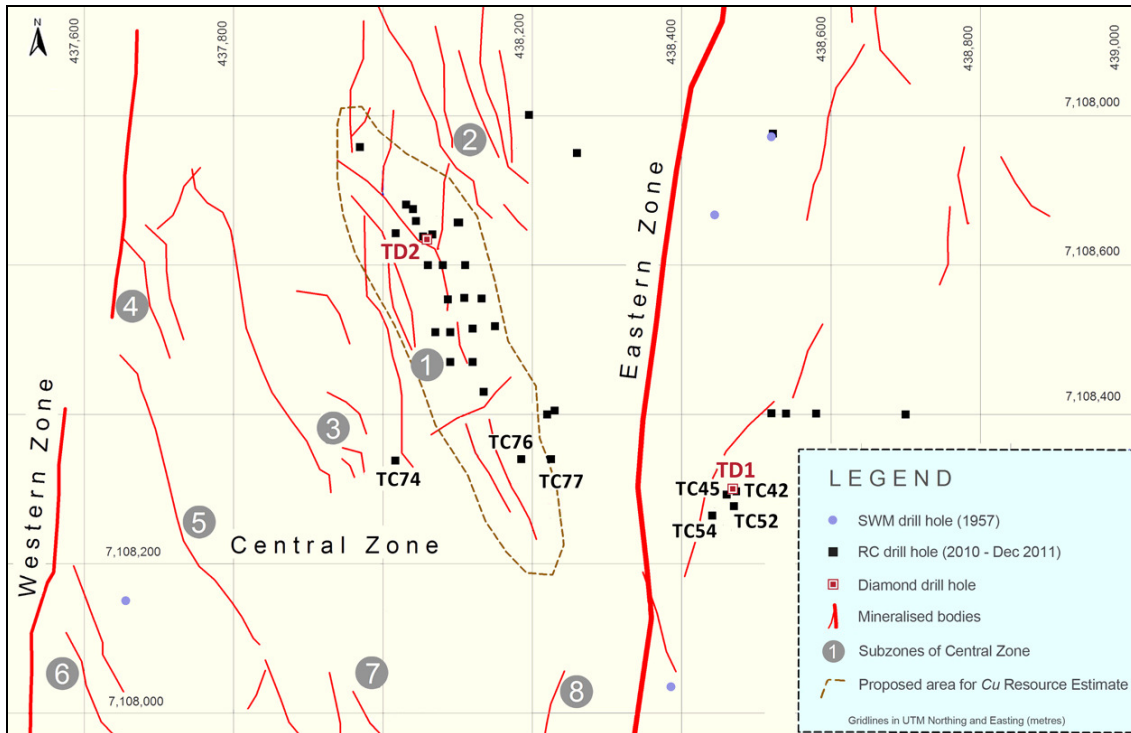 N
437,600
437,800
438,200
438,400
438,600
438,800
439,000
7,108,000
2
Eastern Zone
TD2
7,108,600
4
1
Western Zone
7,108,400
3
TC76
TC74
TC77
TD1
TC45
TC42
TC54
TC52
5
Central Zone
7,108,200
6
7
8
7,108,000
LEGEND
SWM drill hole (1957)
RC drill hole (2010 - Dec 2011)
Diamond drill hole
Mineralised bodies
1 Subzones of Central Zone
Proposed area for Cu Resource Estimate
Gridlines in UTM Northing and Easting (metres)